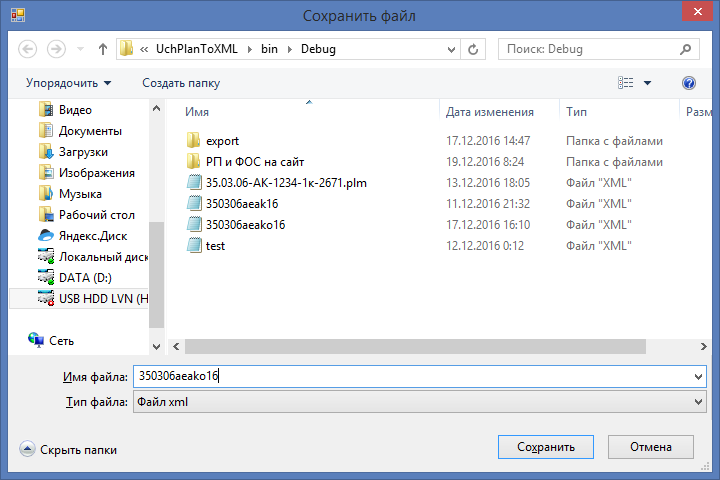 Сохранить файл
UchPlanToXML bin Debug
Поиск: Debug
Упорядочить
Создать папку
Видео
Документы
Загрузки
Изображения
Музыка
Рабочий стол
Яндекс.Диск
Локальный диск
DATA (D:)
USB HDD LVN (H
Сеть
Имя Дата изменения Тип Разм
export 17.12.2016 14:47 Папка с файлами
РП и ФОС на сайт 19.12.2016 8:24 Папка с файлами
35.03.06-АК-1234-1к-2671.plm 13.12.2016 18:05 Файл "XML"
350306aeak16 11.12.2016 21:32 Файл "XML"
350306aeako16 17.12.2016 16:10 Файл "XML"
test 12.12.2016 0:12 Файл "XML"
Имя файла: 350306aeako16
Тип файла: Файл xml
Скрыть папки
Сохранить
Отмена